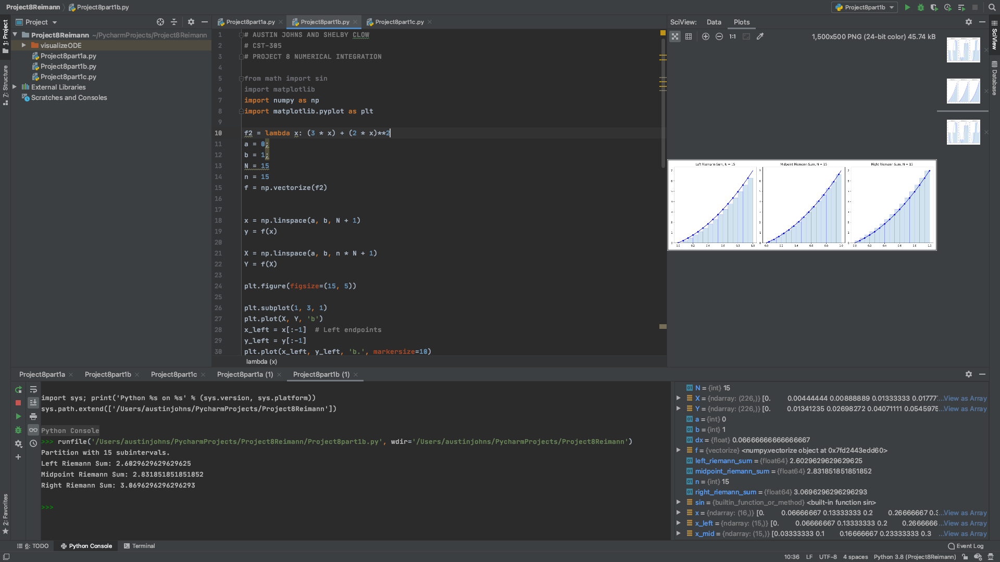 Project8Reimann
Project8part1b.py
Project8part1b
1: Project
Project
Project8Reimann ~/PycharmProjects/Project8Reimann
visualizeODE
Project8part1a.py
Project8part1b.py
Project8part1c.py
External Libraries
Scratches and Consoles
Z: Structure
2: Favorites
Project8part1a.py
Project8part1b.py
Project8part1c.py
1 # AUSTIN JOHNS AND SHELBY CLOW
2 # CST-305
3 # PROJECT 8 NUMERICAL INTEGRATION
4
5 from math import sin
6 import matplotlib
7 import numpy as np
8 import matplotlib.pyplot as plt
9
10 f2 = lambda x: (3 * x) + (2 * x)**2
11 a = 0;
12 b = 1;
13 N = 15
14 n = 15
15 f = np.vectorize(f2)
16
17
18 x = np.linspace(a, b, N + 1)
19 y = f(x)
20
21 X = np.linspace(a, b, n * N + 1)
22 Y = f(X)
23
24 plt.figure(figsize=(15, 5))
25
26 plt.subplot(1, 3, 1)
27 plt.plot(X, Y, 'b')
28 x_left = x[:-1]  # Left endpoints
29 y_left = y[:-1]
30 plt.plot(x_left, y_left, 'b.', markersize=10)
lambda (x)
SciView: Data Plots
1:1
1,500x500 PNG (24-bit color) 45.74 kB
SciView
Database
Left Riemann Sum, N = 15
Midpoint Riemann Sum, N = 15
Right Riemann Sum, N = 15
Project8part1a
Project8part1b
Project8part1c
Project8part1a (1)
Project8part1b (1)
import sys; print('Python %s on %s' % (sys.version, sys.platform))
sys.path.extend(['/Users/austinjohns/PycharmProjects/Project8Reimann'])
Python Console
>>> runfile('/Users/austinjohns/PycharmProjects/Project8Reimann/Project8part1b.py', wdir='/Users/austinjohns/PycharmProjects/Project8Reimann')
Partition with 15 subintervals.
Left Riemann Sum: 2.6029629629629625
Midpoint Riemann Sum: 2.831851851851852
Right Riemann Sum: 3.0696296296296293
>>>
N = {int} 15
X = {ndarray: (226,)} [0. 0.00444444 0.00888889 0.01333333 0.01777 ...View as Array
Y = {ndarray: (226,)} [0. 0.01341235 0.02698272 0.04071111 0.0545975 ...View as Array
a = {int} 0
b = {int} 1
dx = {float} 0.06666666666666667
f = {vectorize} <numpy.vectorize object at 0x7fd2443edd60>
left_riemann_sum = {float64} 2.6029629629629625
midpoint_riemann_sum = {float64} 2.831851851851852
n = {int} 15
right_riemann_sum = {float64} 3.0696296296296293
sin = {builtin_function_or_method} <built-in function sin>
x = {ndarray: (16,)} [0. 0.06666667 0.13333333 0.2 0.26666667 0.3 ...View as Array
x_left = {ndarray: (15,)} [0. 0.06666667 0.13333333 0.2 0.2666666 ...View as Array
x_mid = {ndarray: (15,)} [0.03333333 0.1 0.16666667 0.23333333 0.3 ...View as Array
6: TODO
Python Console
Terminal
Event Log
10:36 LF UTF-8 4 spaces Python 3.8 (Project8Reimann)